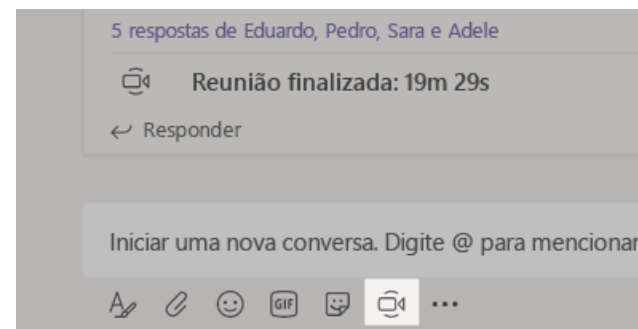 5 respostas de Eduardo, Pedro, Sara e Adele
Reunião finalizada: 19m 29s
Responder
Iniciar uma nova conversa. Digite @ para mencionar
GIF